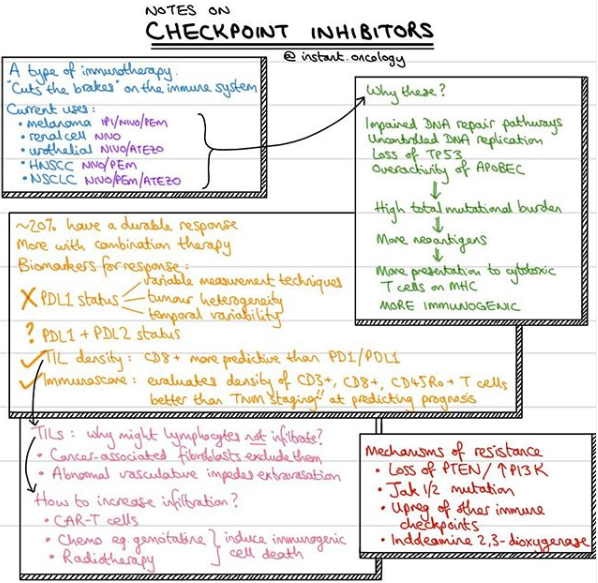 NOTES ON
CHECKPOINT INHIBITORS
@instant.oncology
A type of immunotherapy.
"Cuts the brakes" on the immune system
Current uses:
• melanoma IPI/NIVO/PEM
• renal cell NIVO
• urothelial NIVO/ATEZO
• HNSCC NIVO/PEM
• NSCLC NIVO/PEM/ATEZO
Why these?
Impaired DNA repair pathways
Uncontrolled DNA replication
Loss of TP53
Overactivity of APOBEC
High total mutational burden
More neoantigens
More presentation to cytotoxic
T cells on MHC
MORE IMMUNOGENIC
~20% have a durable response
More with combination therapy
Biomarkers for response:
X PDL1 status
variable measurement techniques
tumour heterogeneity
temporal variability
? PDL1 + PDL2 status
✓ TIL density: CD8+ more predictive than PD1/PDL1
✓ Immunoscore: evaluates density of CD3+, CD8+, CD45Ro+ T cells
better than TNM staging" at predicting prognosis
TILs: why might lymphocytes not infiltrate?
• Cancer-associated fibroblasts exclude them
• Abnormal vasculative impedes extravasation
How to increase infiltration?
• CAR-T cells
• Chemo eg. gemcitatine } induce immunogenic
• Radiotherapy } cell death
Mechanisms of resistance
• Loss of PTEN/↑PI3K
• Jak 1/2 mutation
• Upreg of other immune
checkpoints
• Inddeamine 2,3-dioxygenase